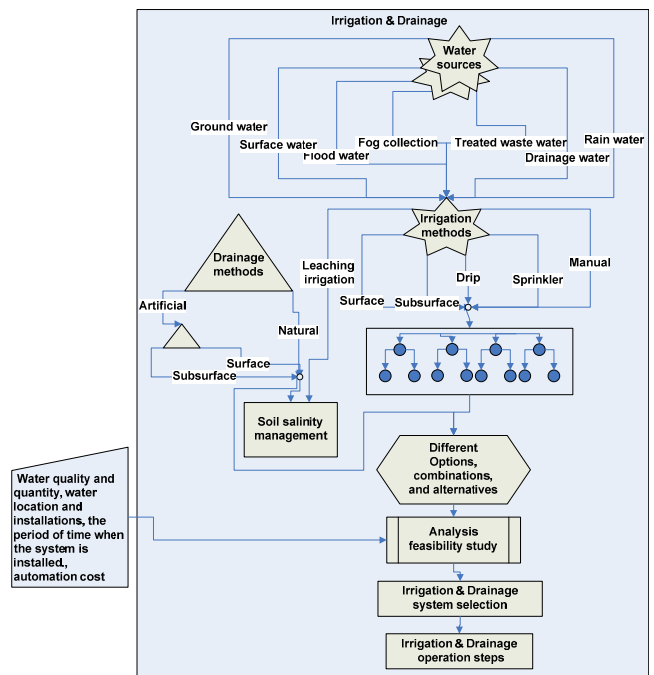 Irrigation & Drainage
Water
sources
Ground water
Surface water
Flood water
Fog collection
Treated waste water
Drainage water
Rain water
Irrigation
methods
Leaching
irrigation
Surface
Subsurface
Drip
Sprinkler
Manual
Drainage
methods
Artificial
Natural
Surface
Subsurface
Soil salinity
management
Different
Options,
combinations,
and alternatives
Water quality and
quantity, water
location and
installations, the
period of time when
the system is
installed.,
automation cost
Analysis
feasibility study
Irrigation & Drainage
system selection
Irrigation & Drainage
operation steps